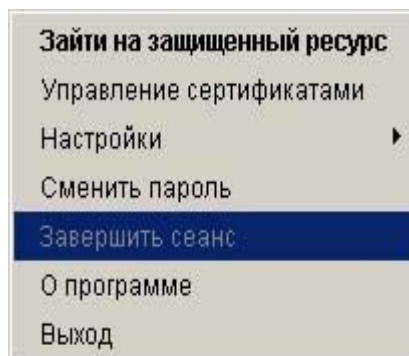 Зайти на защищенный ресурс
Управление сертификатами
Настройки
Сменить пароль
Завершить сеанс
О программе
Выход